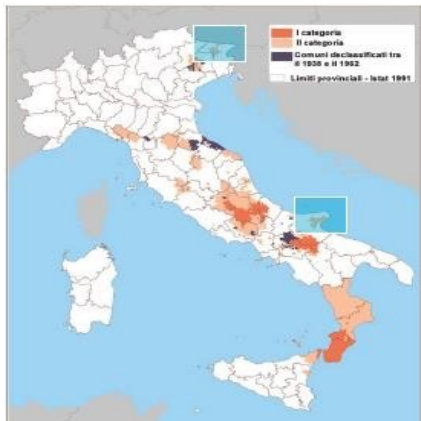 I categoria
II categoria
Comuni declassificati tra
il 1938 e il 1962
Limiti provinciali - Istat 1991